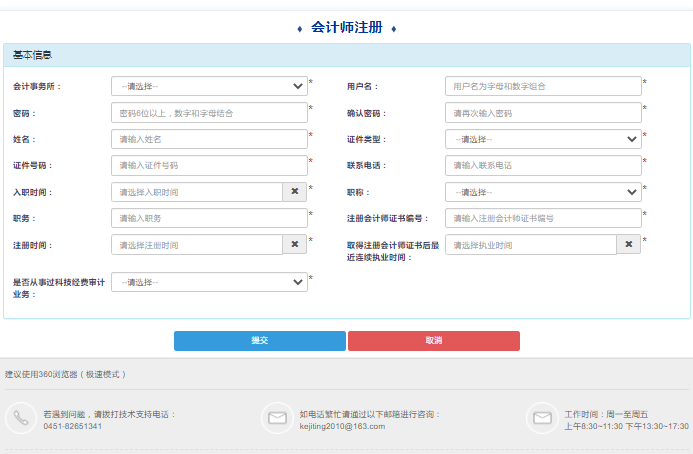 ♦ 会计师注册 ♦
基本信息
会计事务所： --请选择-- * 用户名： 用户名为字母和数字组合 *
密码： 密码6位以上，数字和字母结合 * 确认密码： 请再次输入密码 *
姓名： 请输入姓名 * 证件类型： --请选择-- *
证件号码： 请输入证件号码 * 联系电话： 请输入联系电话 *
入职时间： 请选择入职时间 ✖ * 职称： --请选择-- *
职务： 请输入职务 * 注册会计师证书编号： 请输入注册会计师证书编号 *
注册时间： 请选择注册时间 ✖ * 取得注册会计师证书后最 请选择执业时间 ✖ *
近连续执业时间：
是否从事过科技经费审计 --请选择-- *
业务：
提交 取消
建议使用360浏览器（极速模式）
若遇到问题，请拨打技术支持电话： 如电话繁忙请通过以下邮箱进行咨询： 工作时间：周一至周五
0451-82651341 kejiting2010@163.com 上午8:30~11:30 下午13:30~17:30